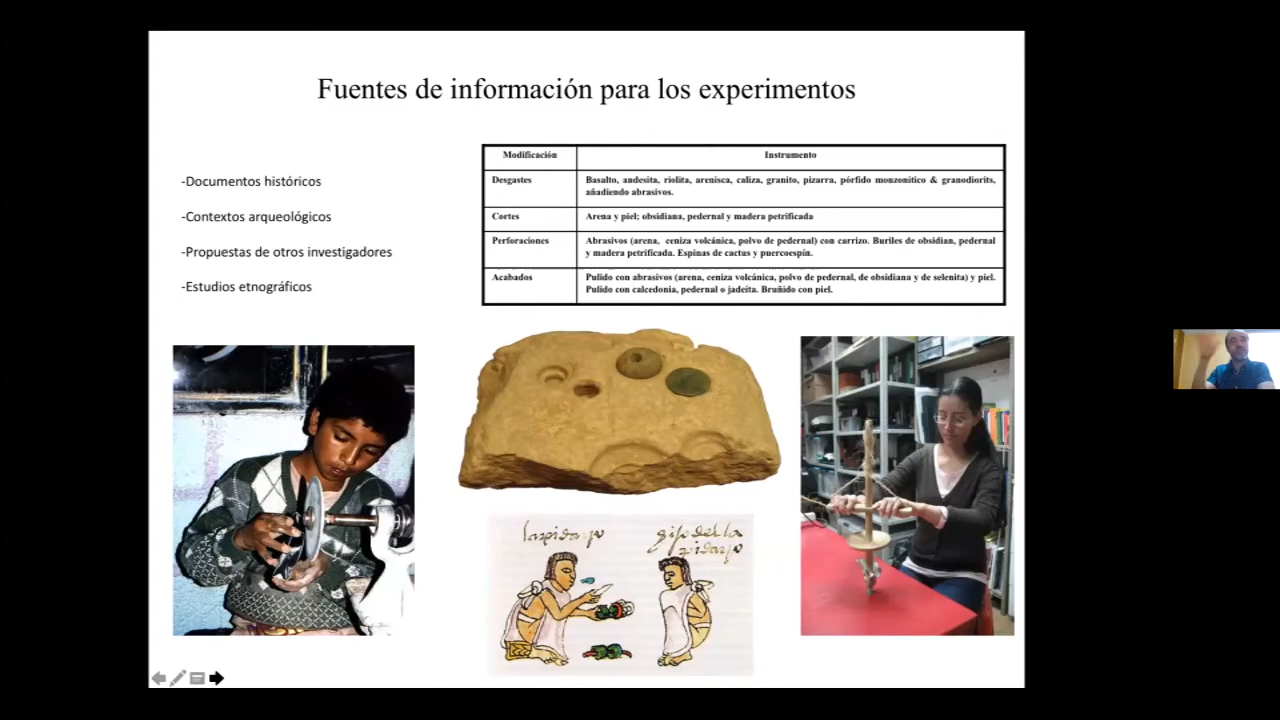 Fuentes de información para los experimentos
-Documentos históricos
-Contextos arqueológicos
-Propuestas de otros investigadores
-Estudios etnográficos
Modificación Instrumento
Desgastes Basalto, andesita, riolita, arenisca, caliza, granito, pizarra, pórfido monzonítico & granodiorits,
añadiendo abrasivos.
Cortes Arena y piel; obsidiana, pedernal y madera petrificada
Perforaciones Abrasivos (arena, ceniza volcánica, polvo de pedernal) con carrizo. Buriles de obsidian, pedernal
y madera petrificada. Espinas de cactus y puercoespín.
Acabados Pulido con abrasivos (arena, ceniza volcánica, polvo de pedernal, de obsidiana y de selenita) y piel.
Pulido con calcedonia, pedernal o jadeíta. Bruñido con piel.
lapidayo